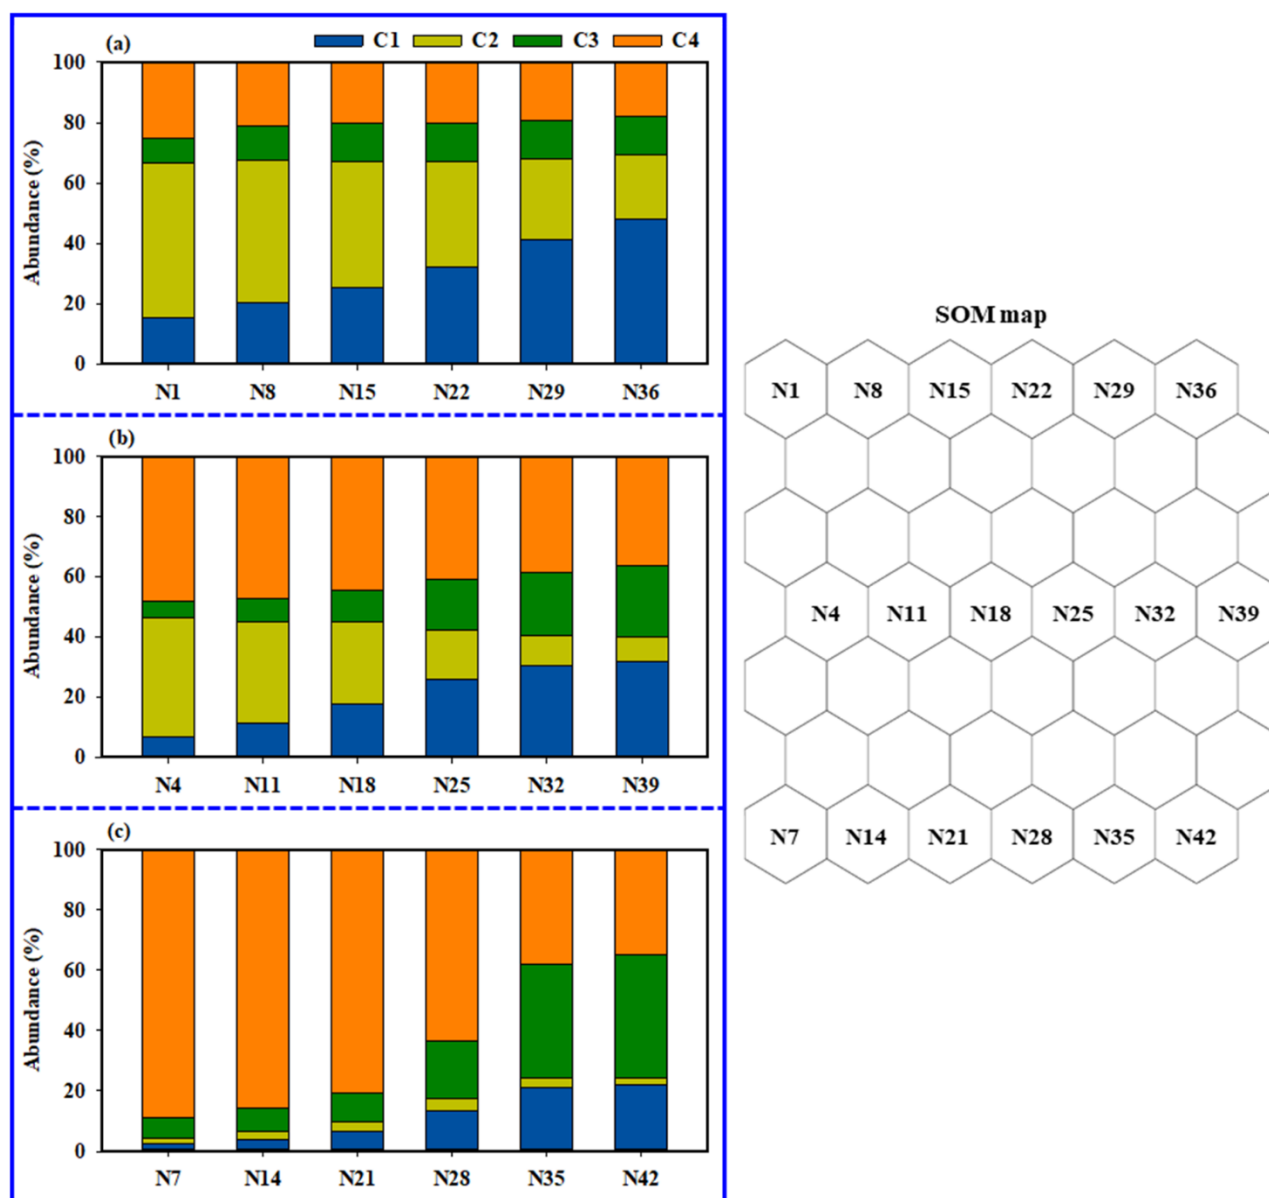 (a) C1 C2 C3 C4
Abundance (%)
100
80
60
40
20
0
N1 N8 N15 N22 N29 N36
(b)
Abundance (%)
100
80
60
40
20
0
N4 N11 N18 N25 N32 N39
(c)
Abundance (%)
100
80
60
40
20
0
N7 N14 N21 N28 N35 N42
SOM map
N1 N8 N15 N22 N29 N36
N4 N11 N18 N25 N32 N39
N7 N14 N21 N28 N35 N42